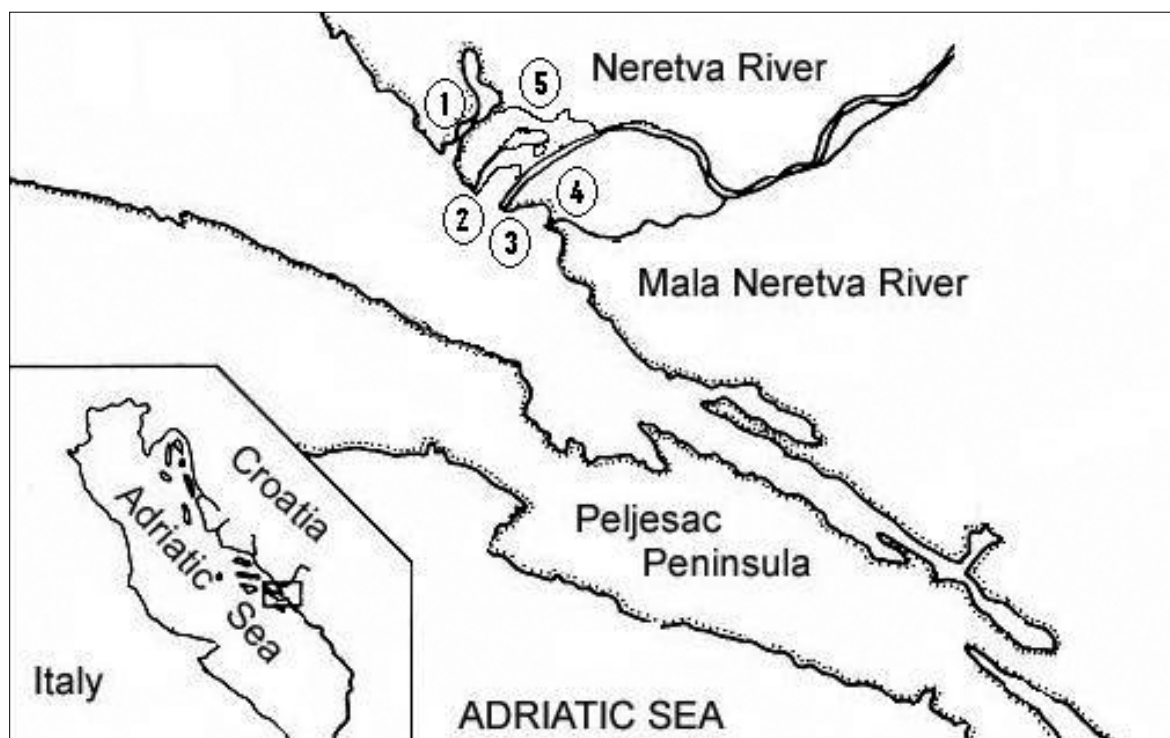 Neretva River
1
5
4
2
3
Mala Neretva River
Croatia
Adriatic
Sea
Italy
Peljesac
Peninsula
ADRIATIC SEA